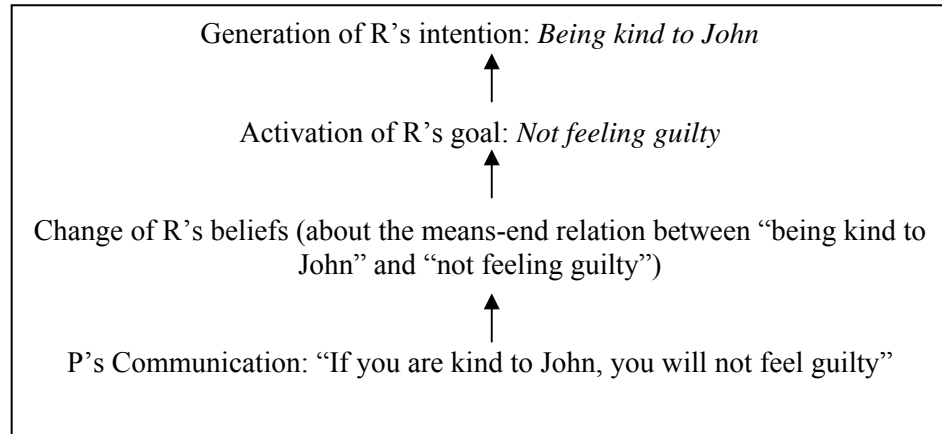 Generation of R’s intention: Being kind to John
Activation of R’s goal: Not feeling guilty
Change of R’s beliefs (about the means-end relation between “being kind to
John” and “not feeling guilty”)
P’s Communication: “If you are kind to John, you will not feel guilty”